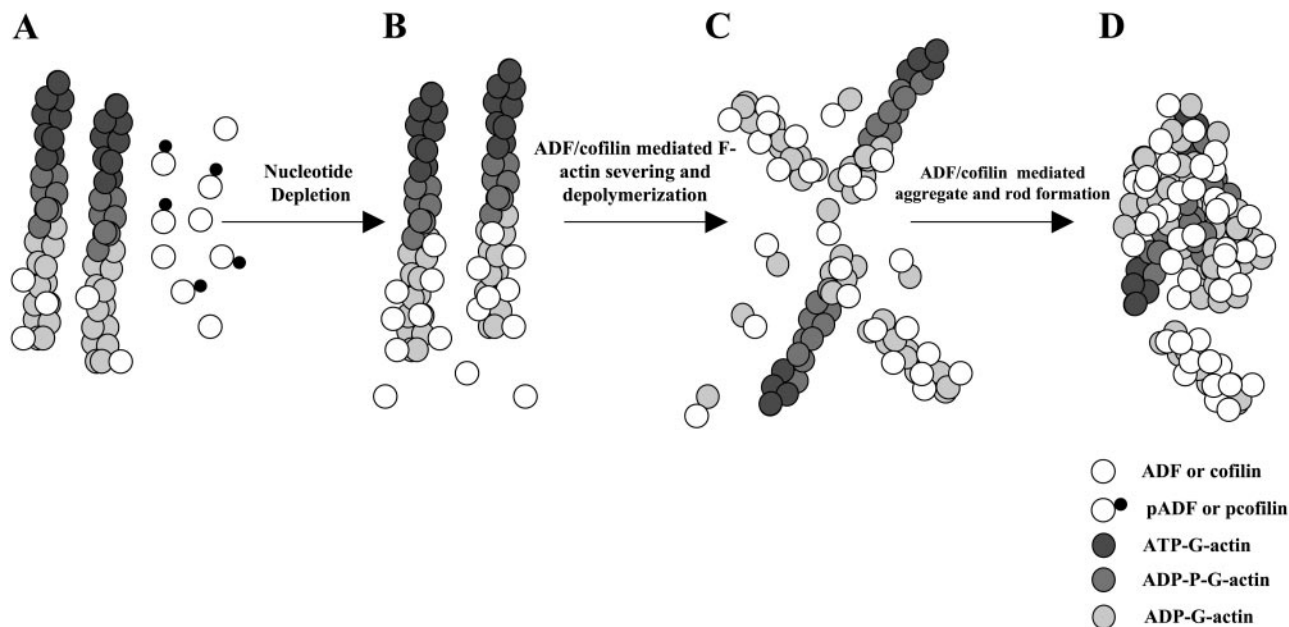 A
B
C
D
Nucleotide
Depletion
ADF/cofilin mediated F-
actin severing and
depolymerization
ADF/cofilin mediated
aggregate and rod formation
ADF or cofilin
pADF or pcofilin
ATP-G-actin
ADP-P-G-actin
ADP-G-actin